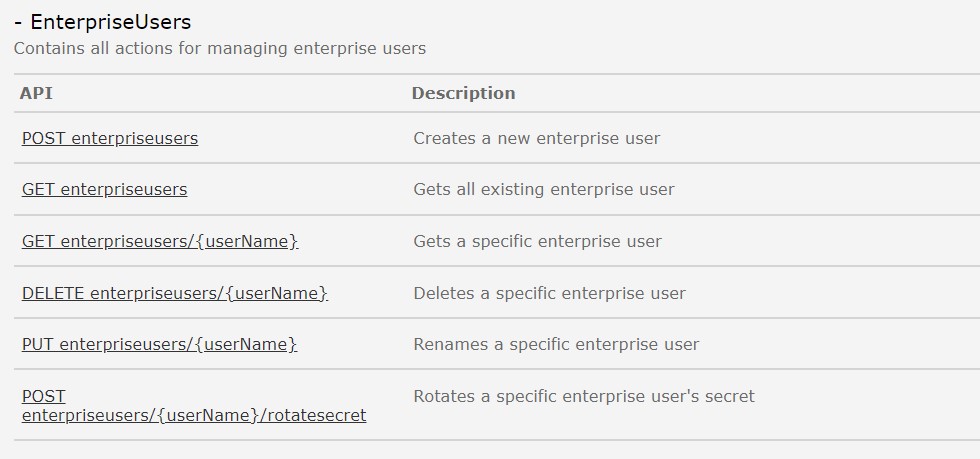 - EnterpriseUsers
Contains all actions for managing enterprise users
API Description
POST enterpriseusers Creates a new enterprise user
GET enterpriseusers Gets all existing enterprise user
GET enterpriseusers/{userName} Gets a specific enterprise user
DELETE enterpriseusers/{userName} Deletes a specific enterprise user
PUT enterpriseusers/{userName} Renames a specific enterprise user
POST Rotates a specific enterprise user's secret
enterpriseusers/{userName}/rotatesecret